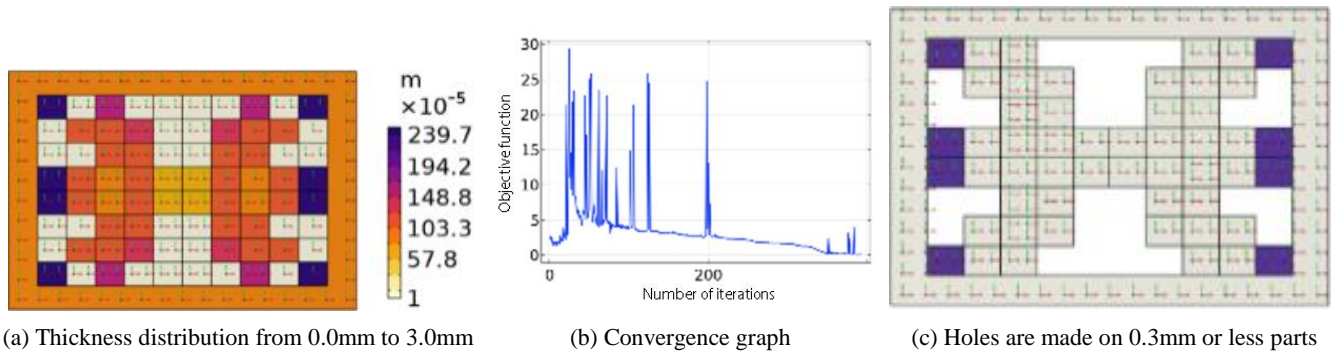 m
×10⁻⁵
239.7
194.2
148.8
103.3
57.8
1
(a) Thickness distribution from 0.0mm to 3.0mm
30
25
20
15
10
5
0
0 200
Objective function
Number of iterations
(b) Convergence graph
(c) Holes are made on 0.3mm or less parts